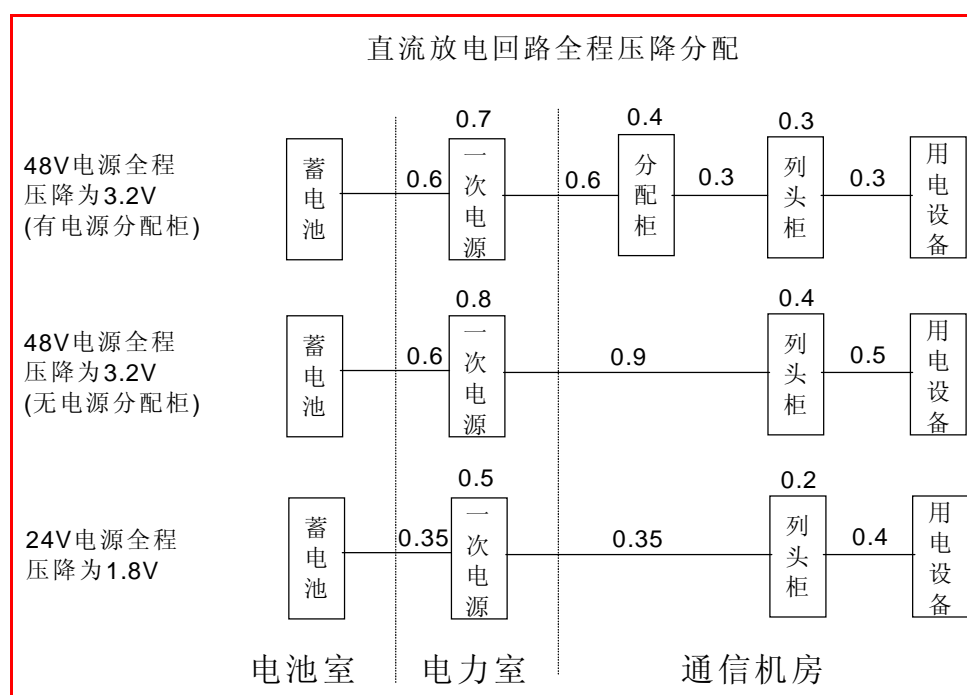 直流放电回路全程压降分配
48V电源全程
压降为3.2V
(有电源分配柜)
蓄电池
0.6
0.7
一次电源
0.6
0.4
分配柜
0.3
0.3
列头柜
0.3
用电设备
48V电源全程
压降为3.2V
(无电源分配柜)
蓄电池
0.6
0.8
一次电源
0.9
0.4
列头柜
0.5
用电设备
24V电源全程
压降为1.8V
蓄电池
0.35
0.5
一次电源
0.35
0.2
列头柜
0.4
用电设备
电池室
电力室
通信机房